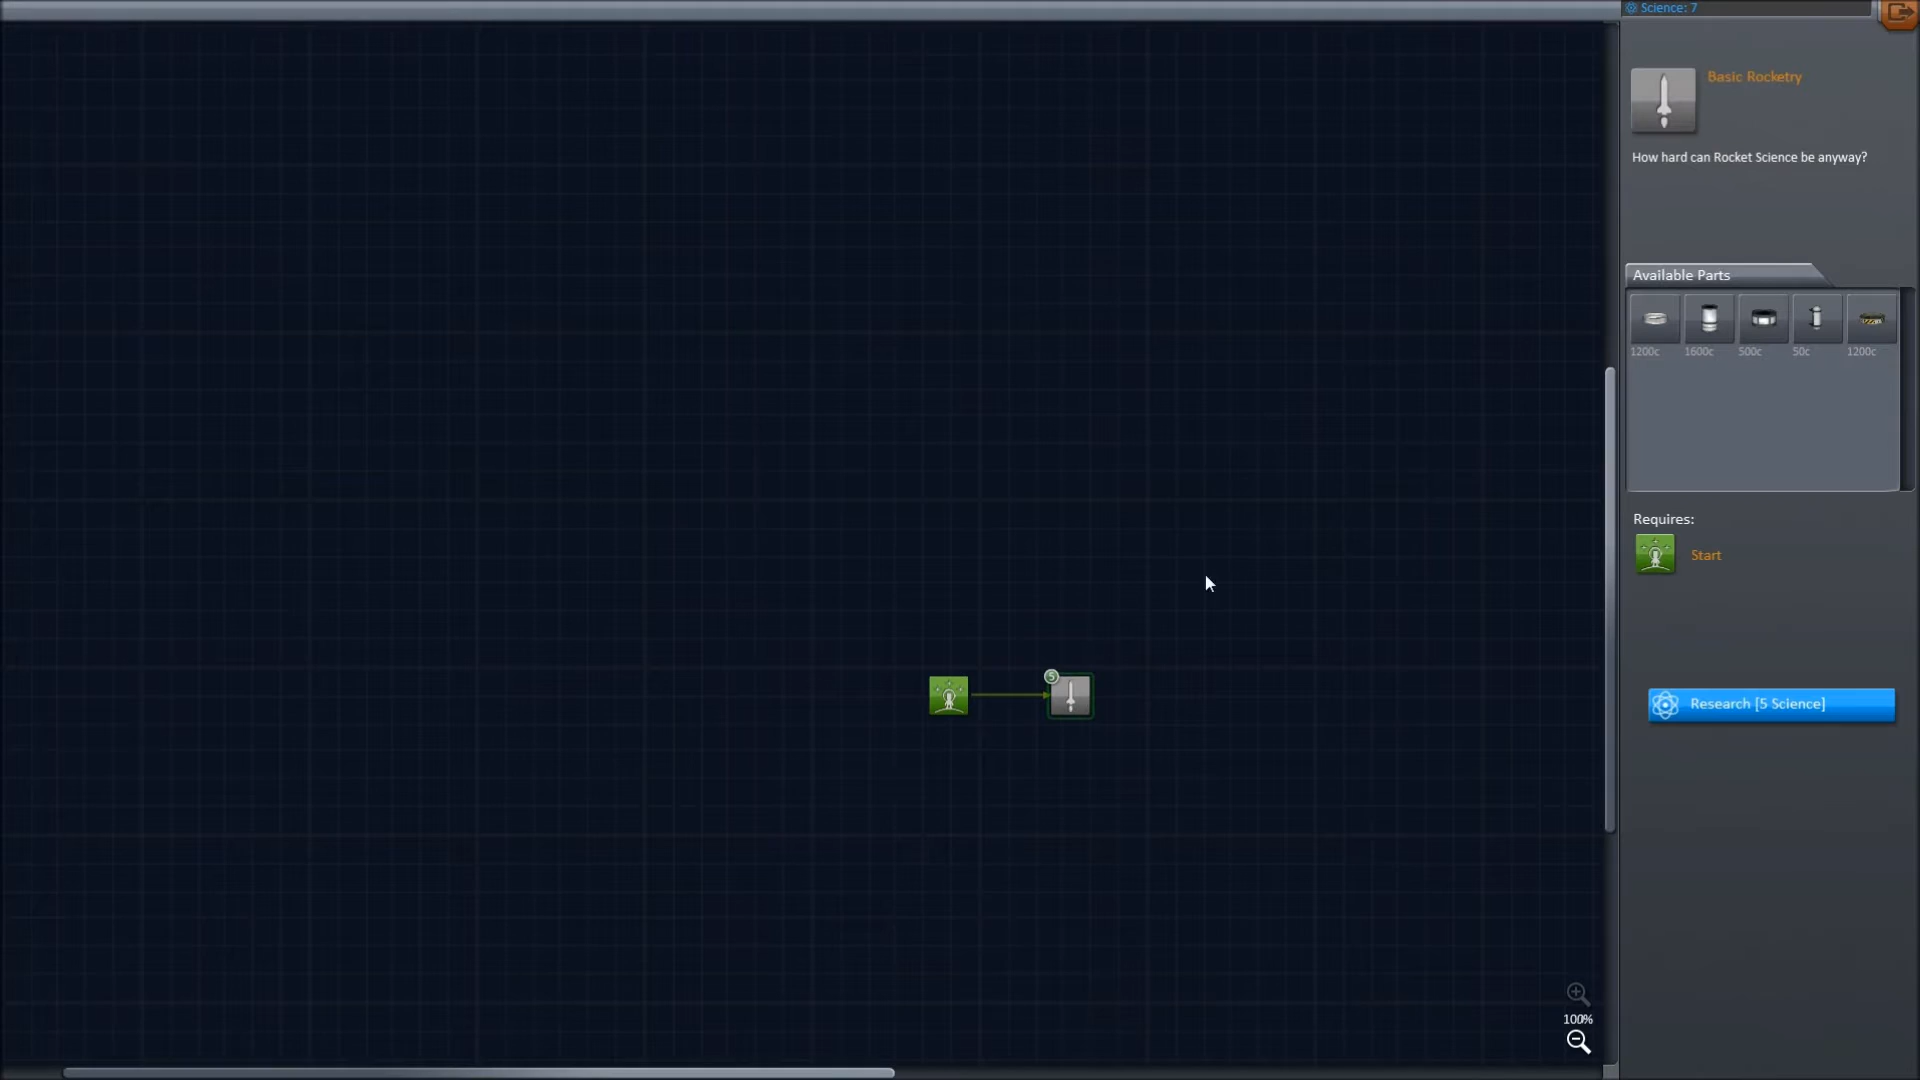 Science: 7
Basic Rocketry
How hard can Rocket Science be anyway?
Available Parts
1200c 1600c 500c 50c 1200c
Requires:
Start
5
Research [5 Science]
100%